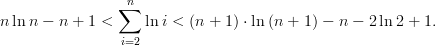 n ln n − n + 1 < ∑_{i=2}^{n} ln i < (n + 1) · ln (n + 1) − n − 2 ln 2 + 1.